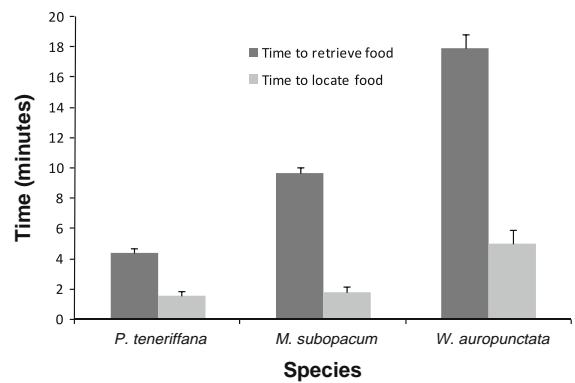 20
18
16
14
12
10
8
6
4
2
0
Time (minutes)
Time to retrieve food
Time to locate food
P. teneriffana M. subopacum W. auropunctata
Species